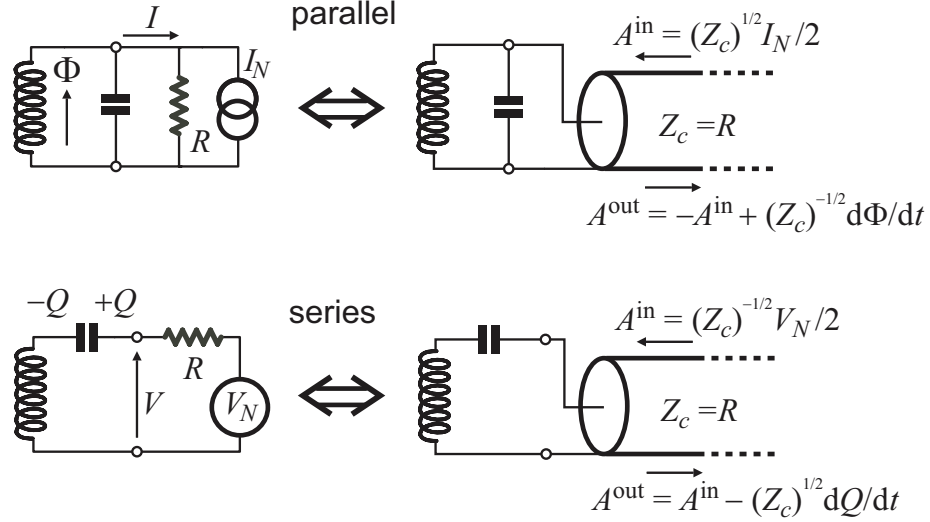 parallel
I
Φ
R
I_N
A^in = (Z_c)^1/2 I_N/2
Z_c = R
A^out = −A^in + (Z_c)^−1/2 dΦ/dt
series
−Q +Q
R
V
V_N
A^in = (Z_c)^−1/2 V_N/2
Z_c = R
A^out = A^in − (Z_c)^1/2 dQ/dt